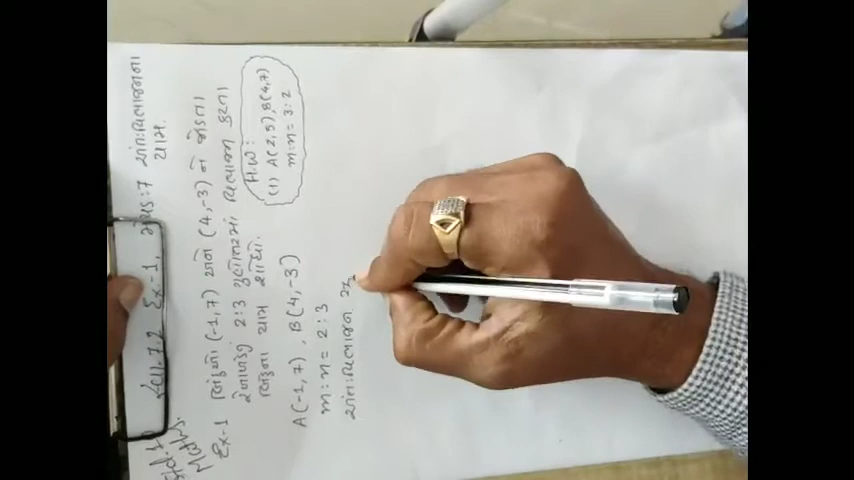 Std.10
Maths. સ્વા. 7.2 Ex-1, મેથડ:7 અંતઃવિભાજનના
યામ.
Ex-1 બિંદુઓ (-1,7) અને (4,-3) ને જોડતા
રેખાખંડનું 2:3 ગુણોત્તરમાં વિભાજન કરતા
બિંદુના યામ શોધો.
H.W:
(1) A(2,5), B(4,7)
m:n = 3:2
A(-1,7), B(4,-3)
m:n = 2:3
અંતઃવિભાજન